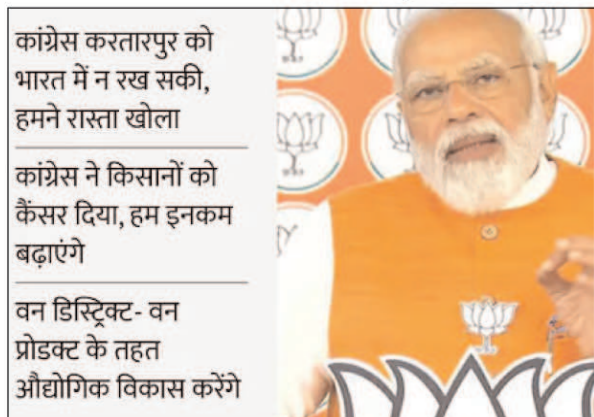 कांग्रेस करतारपुर को
भारत में न रख सकी,
हमने रास्ता खोला
कांग्रेस ने किसानों को
कैंसर दिया, हम इनकम
बढ़ाएंगे
वन डिस्ट्रिक्ट- वन
प्रोडक्ट के तहत
औद्योगिक विकास करेंगे